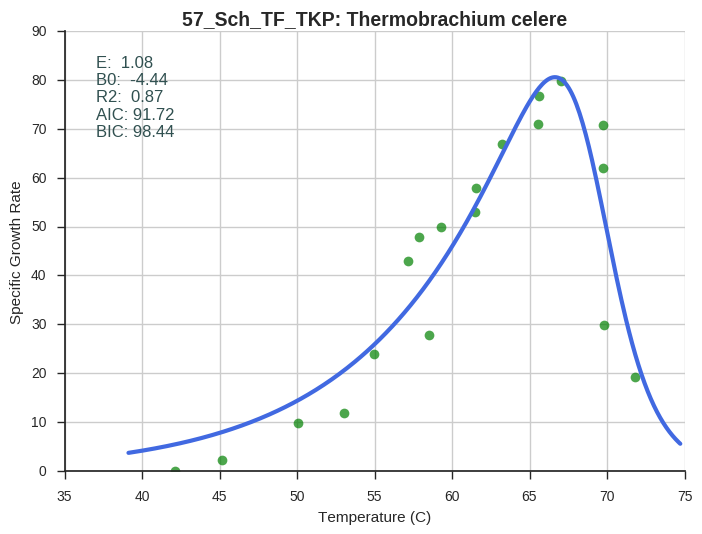 57_Sch_TF_TKP: Thermobrachium celere
90
80
70
60
50
40
30
20
10
0
E:  1.08
B0:  -4.44
R2:  0.87
AIC: 91.72
BIC: 98.44
Specific Growth Rate
35 40 45 50 55 60 65 70 75
Temperature (C)